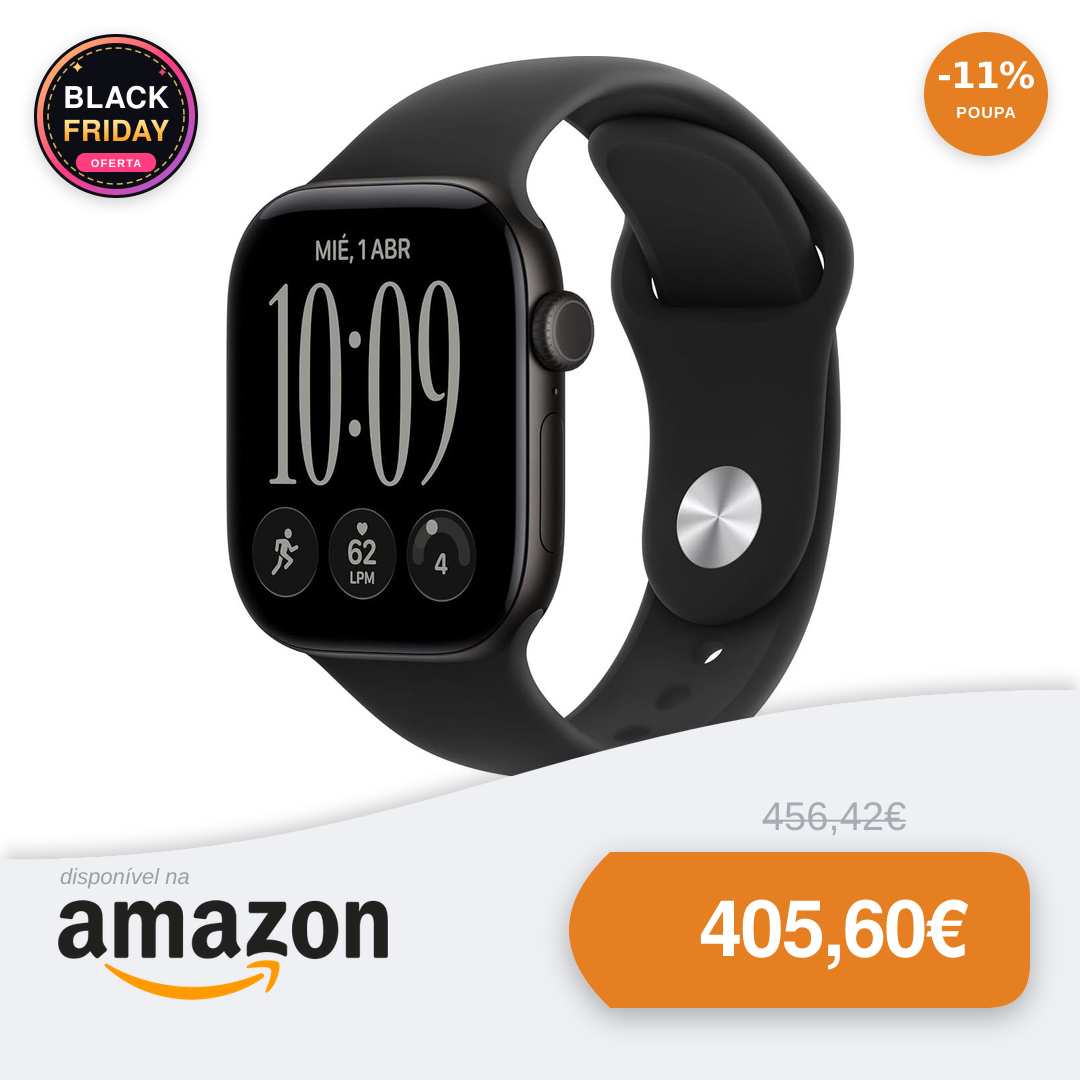 BLACK
FRIDAY
OFERTA
-11%
POUPA
MIÉ, 1 ABR
10:09
62
LPM
4
456,42€
disponível na
amazon
405,60€